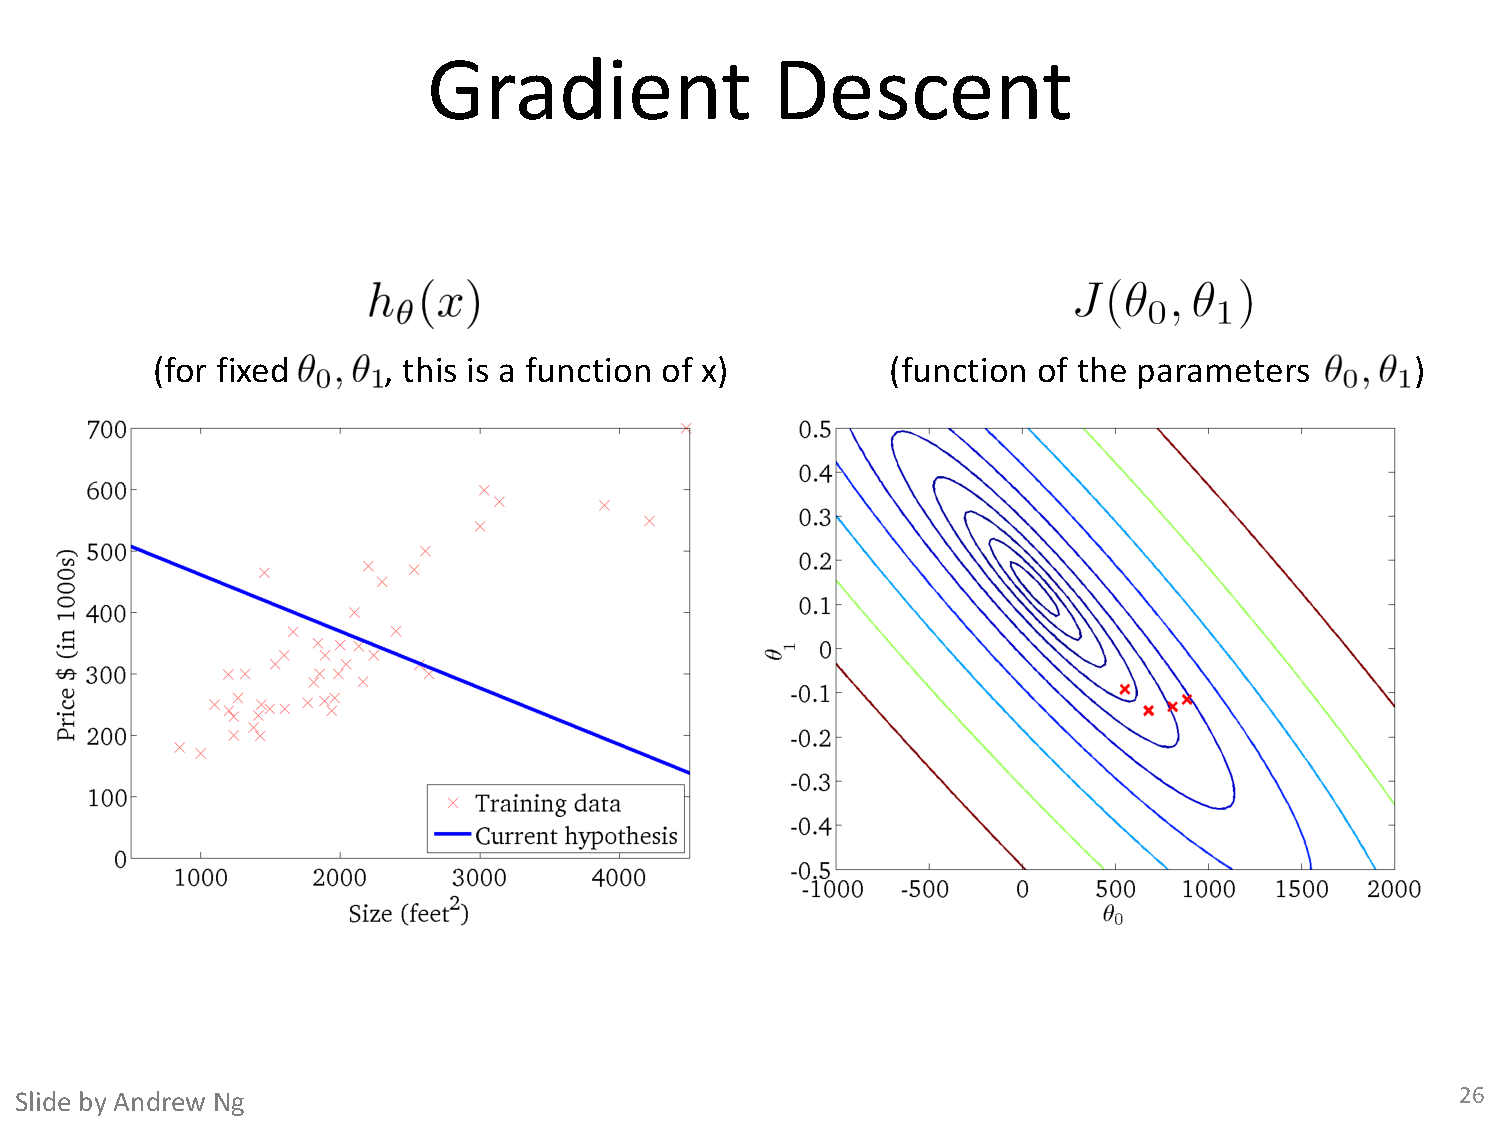 Gradient Descent
hθ(x)
(for fixed θ0, θ1, this is a function of x)
J(θ0, θ1)
(function of the parameters θ0, θ1)
700
600
500
400
300
200
100
0
Price $ (in 1000s)
1000 2000 3000 4000
Size (feet2)
Training data
Current hypothesis
0.5
0.4
0.3
0.2
0.1
0
-0.1
-0.2
-0.3
-0.4
-0.5
θ1
-1000 -500 0 500 1000 1500 2000
θ0
Slide by Andrew Ng
26